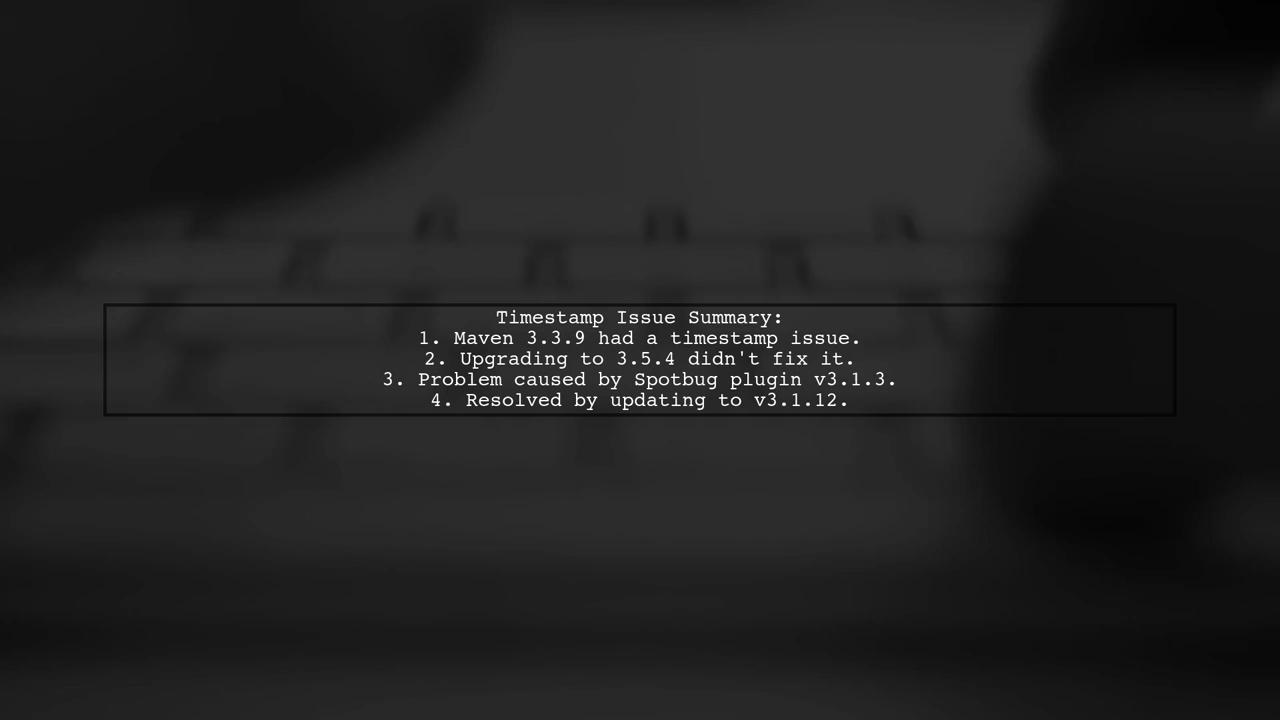 Timestamp Issue Summary:
1. Maven 3.3.9 had a timestamp issue.
2. Upgrading to 3.5.4 didn't fix it.
3. Problem caused by Spotbug plugin v3.1.3.
4. Resolved by updating to v3.1.12.